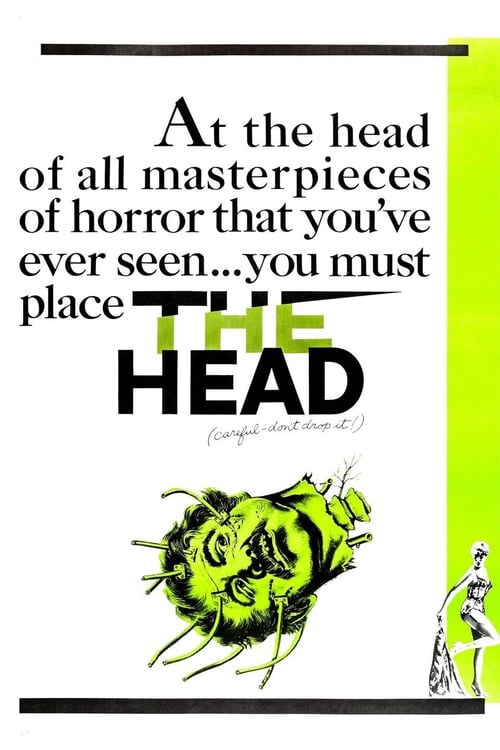 At the head
of all masterpieces
of horror that you've
ever seen...you must
place THE
HEAD
(careful-don't drop it!)